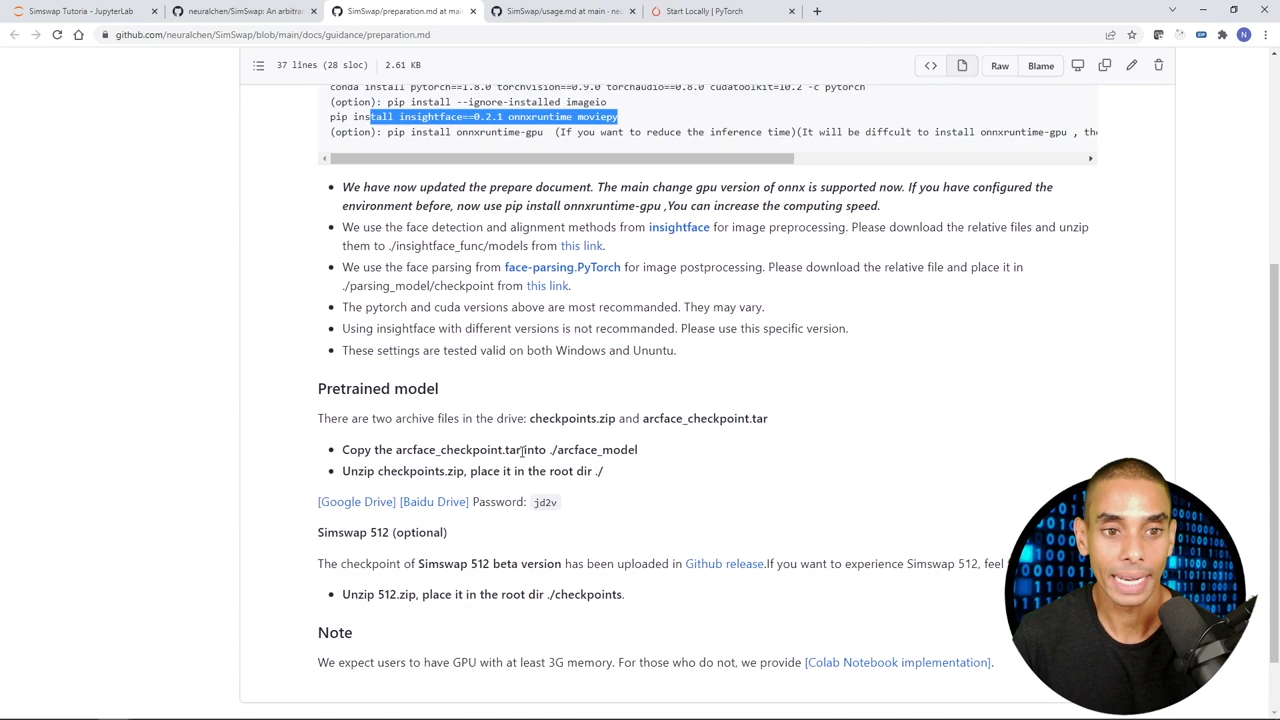 Simswap Tutoria - JupyterLab
neuralchen/SimSwap: An arbitrar
SimSwap/preparation.md at main
SimSwap/usage.md at main · neu
Start Locally | PyTorch
github.com/neuralchen/SimSwap/blob/main/docs/guidance/preparation.md
37 lines (28 sloc) 2.61 KB
Raw Blame
conda install pytorch==1.8.0 torchvision==0.9.0 torchaudio==0.8.0 cudatoolkit=10.2 -c pytorch
(option): pip install --ignore-installed imageio
pip install insightface==0.2.1 onnxruntime moviepy
(option): pip install onnxruntime-gpu (If you want to reduce the inference time)(It will be diffcult to install onnxruntime-gpu , the
We have now updated the prepare document. The main change gpu version of onnx is supported now. If you have configured the
environment before, now use pip install onnxruntime-gpu ,You can increase the computing speed.
We use the face detection and alignment methods from insightface for image preprocessing. Please download the relative files and unzip
them to ./insightface_func/models from this link.
We use the face parsing from face-parsing.PyTorch for image postprocessing. Please download the relative file and place it in
./parsing_model/checkpoint from this link.
The pytorch and cuda versions above are most recommanded. They may vary.
Using insightface with different versions is not recommanded. Please use this specific version.
These settings are tested valid on both Windows and Ununtu.
Pretrained model
There are two archive files in the drive: checkpoints.zip and arcface_checkpoint.tar
Copy the arcface_checkpoint.tar into ./arcface_model
Unzip checkpoints.zip, place it in the root dir ./
[Google Drive] [Baidu Drive] Password: jd2v
Simswap 512 (optional)
The checkpoint of Simswap 512 beta version has been uploaded in Github release.If you want to experience Simswap 512, feel
Unzip 512.zip, place it in the root dir ./checkpoints.
Note
We expect users to have GPU with at least 3G memory. For those who do not, we provide [Colab Notebook implementation].